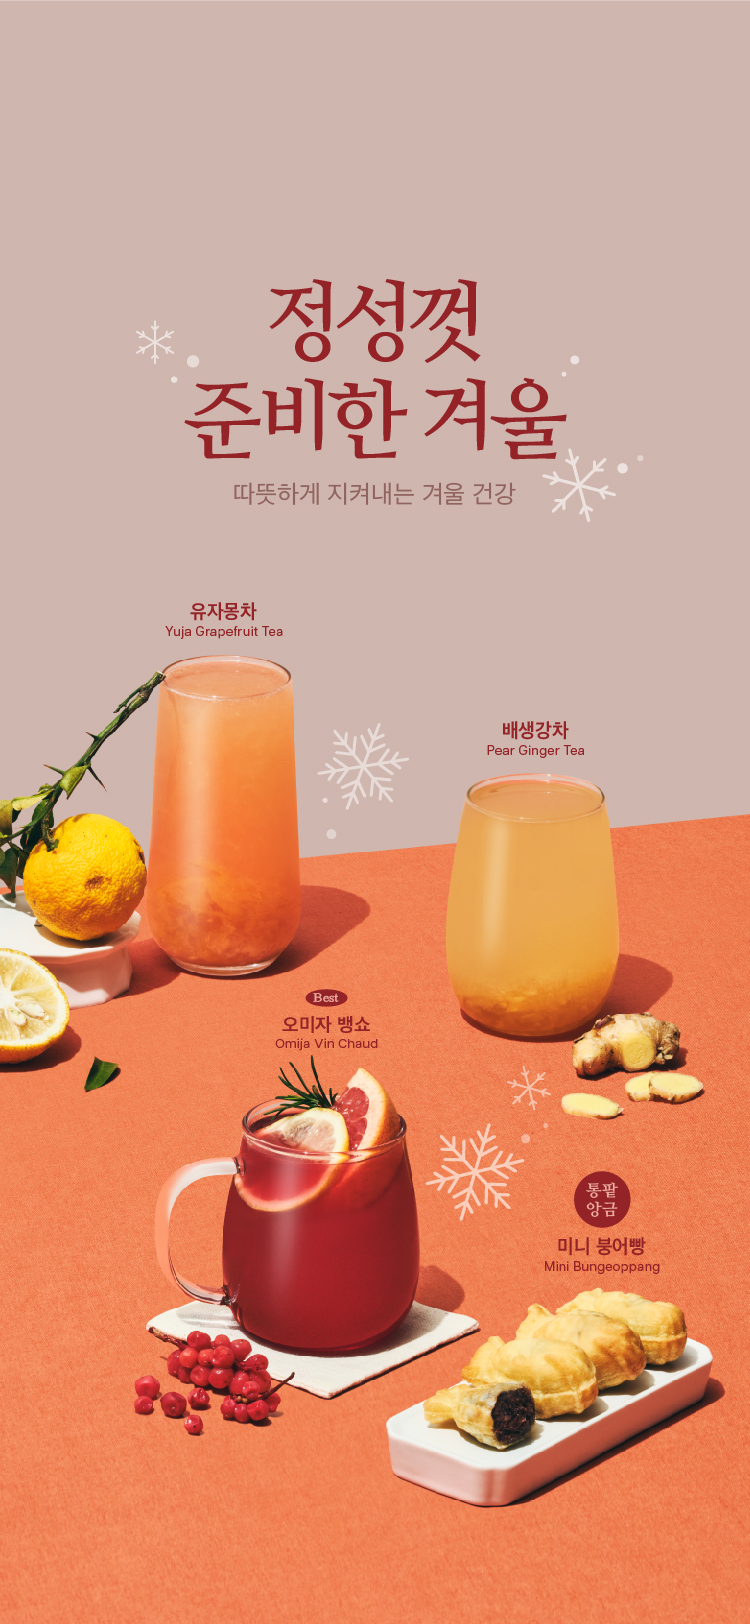 정성껏
준비한 겨울
따뜻하게 지켜내는 겨울 건강
유자몽차
Yuja Grapefruit Tea
배생강차
Pear Ginger Tea
Best
오미자 뱅쇼
Omija Vin Chaud
통팥
앙금
미니 붕어빵
Mini Bungeoppang